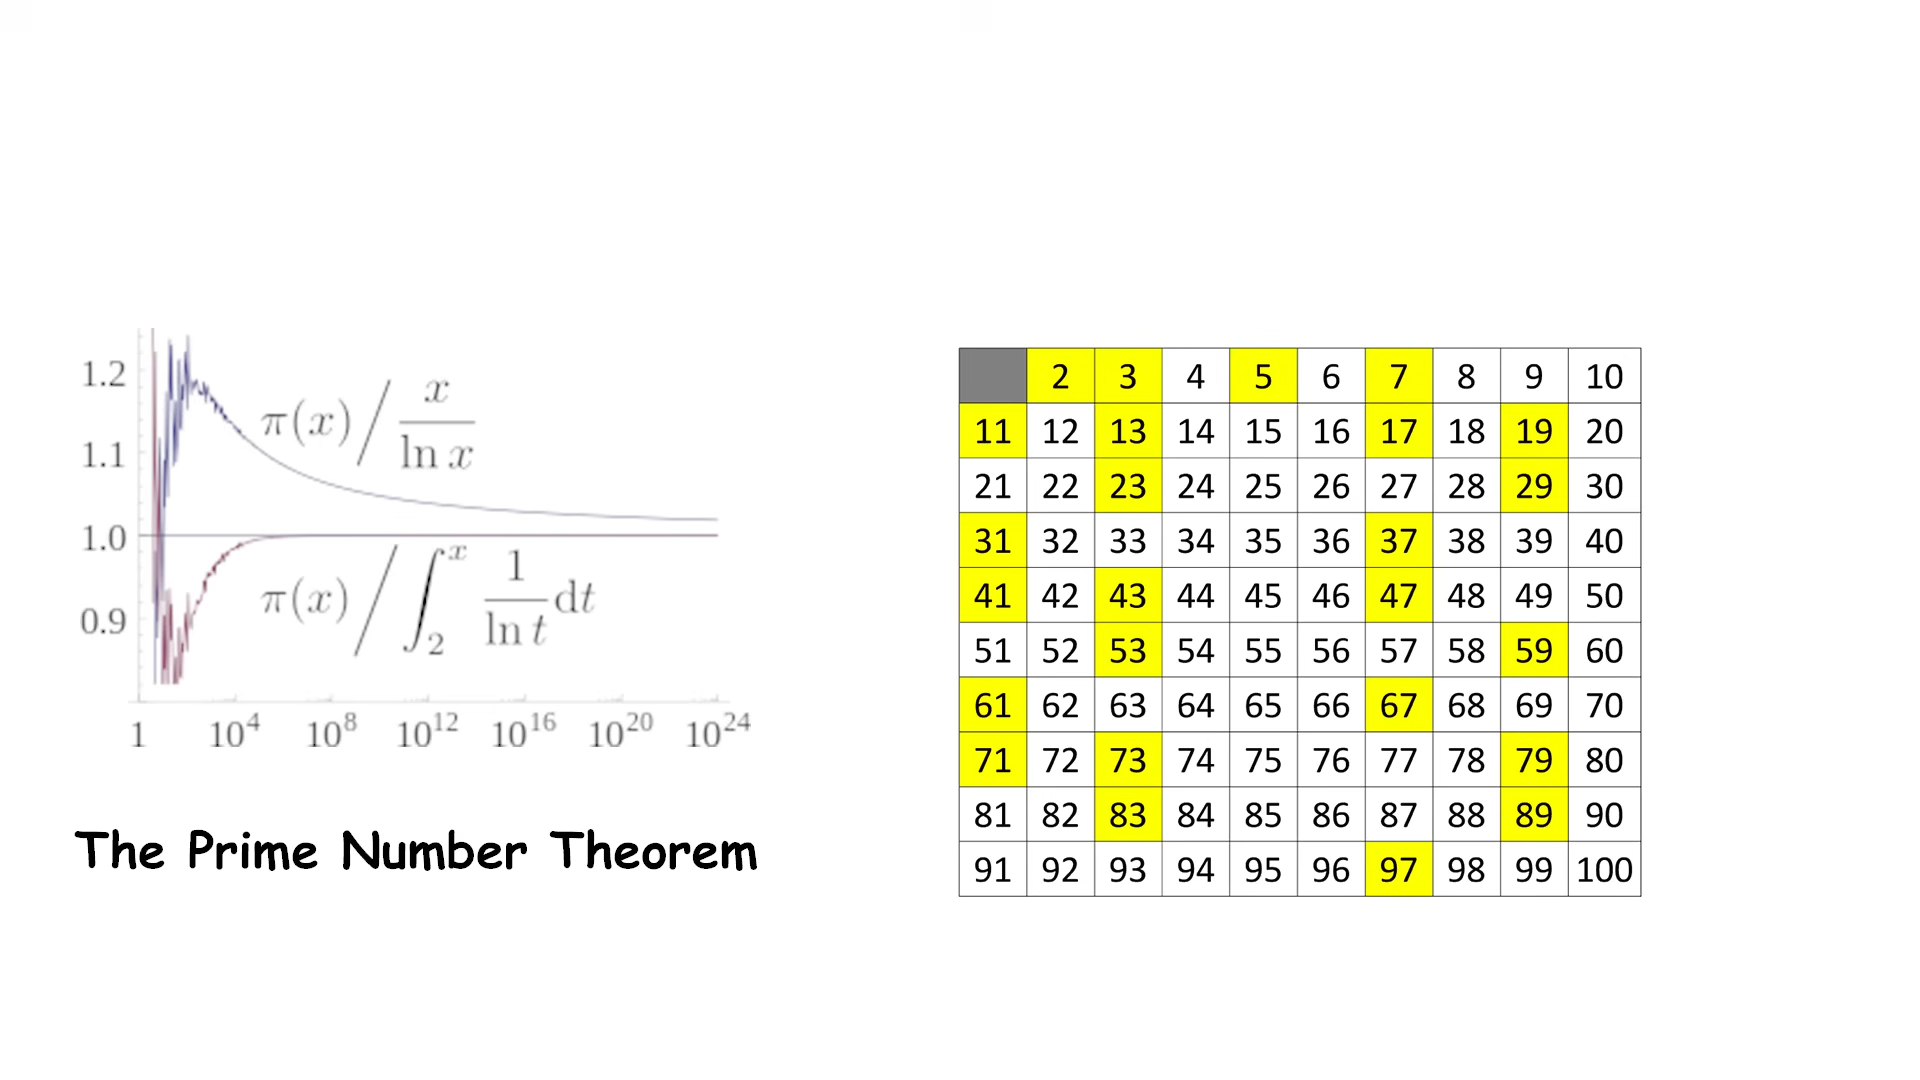 1.2
π(x) / x/ln x
1.1
1.0
π(x) / ∫₂ˣ 1/ln t dt
0.9
1 10⁴ 10⁸ 10¹² 10¹⁶ 10²⁰ 10²⁴
The Prime Number Theorem
2 3 4 5 6 7 8 9 10
11 12 13 14 15 16 17 18 19 20
21 22 23 24 25 26 27 28 29 30
31 32 33 34 35 36 37 38 39 40
41 42 43 44 45 46 47 48 49 50
51 52 53 54 55 56 57 58 59 60
61 62 63 64 65 66 67 68 69 70
71 72 73 74 75 76 77 78 79 80
81 82 83 84 85 86 87 88 89 90
91 92 93 94 95 96 97 98 99 100